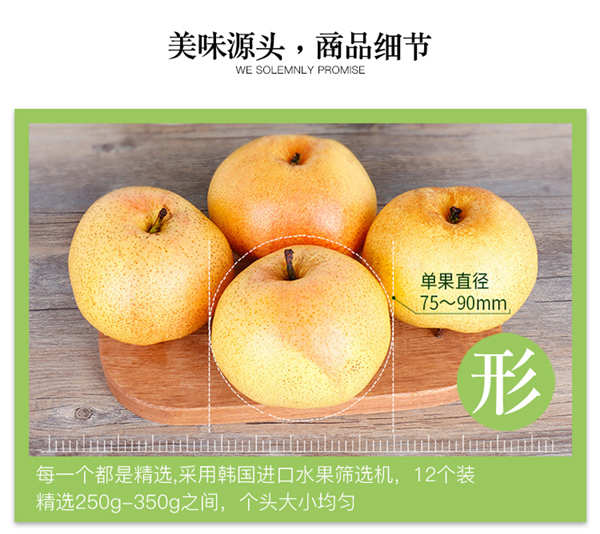 美味源头，商品细节
WE SOLEMNLY PROMISE
单果直径
75～90mm
形
每一个都是精选,采用韩国进口水果筛选机，12个装
精选250g-350g之间，个头大小均匀